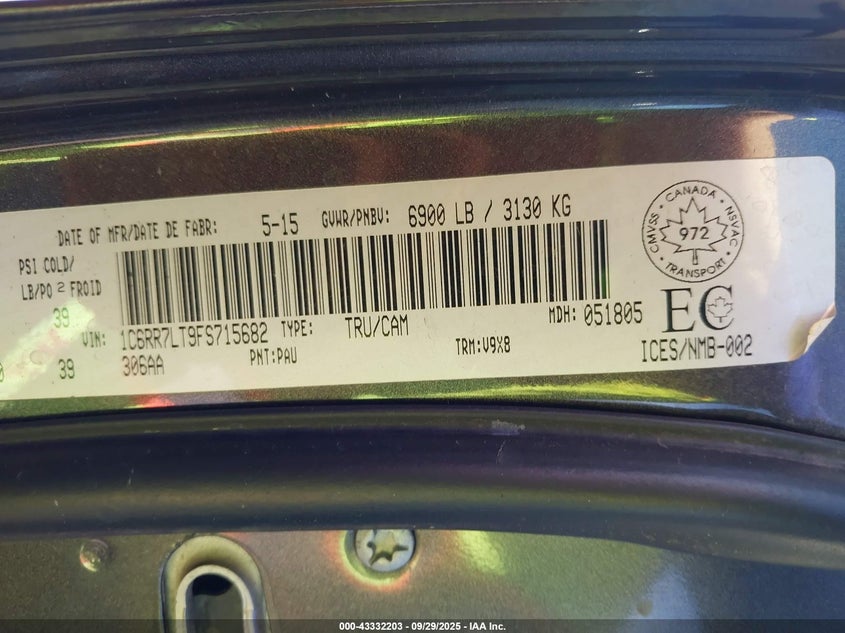 DATE OF MFR/DATE DE FABR: 5-15 GVWR/PNBV: 6900 LB / 3130 KG
PSI COLD/
LB/PO 2 FROID
39
VIN: 1C6RR7LT9FS715682 TYPE: TRU/CAM MDH: 051805
0 39 306AA PNT:PAU TRM:V9X8
CANADA
CMVSS NSVAC
972
TRANSPORT
EC
ICES/NMB-002
000-43332203 - 09/29/2025 - IAA Inc.